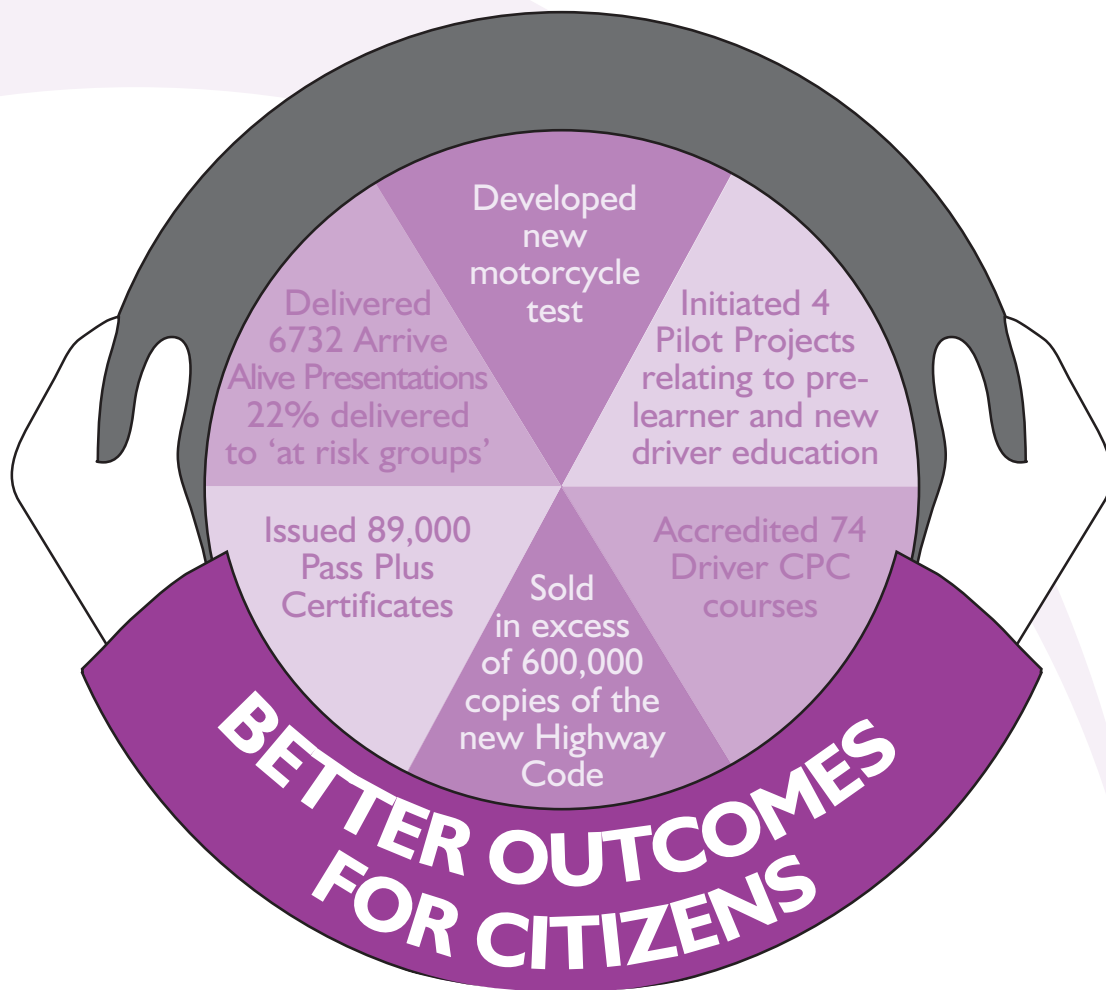 Developed
new
motorcycle
test
Initiated 4
Pilot Projects
relating to pre-
learner and new
driver education
Accredited 74
Driver CPC
courses
Sold
in excess
of 600,000
copies of the
new Highway
Code
Issued 89,000
Pass Plus
Certificates
Delivered
6732 Arrive
Alive Presentations
22% delivered
to ‘at risk groups’
BETTER OUTCOMES
FOR CITIZENS